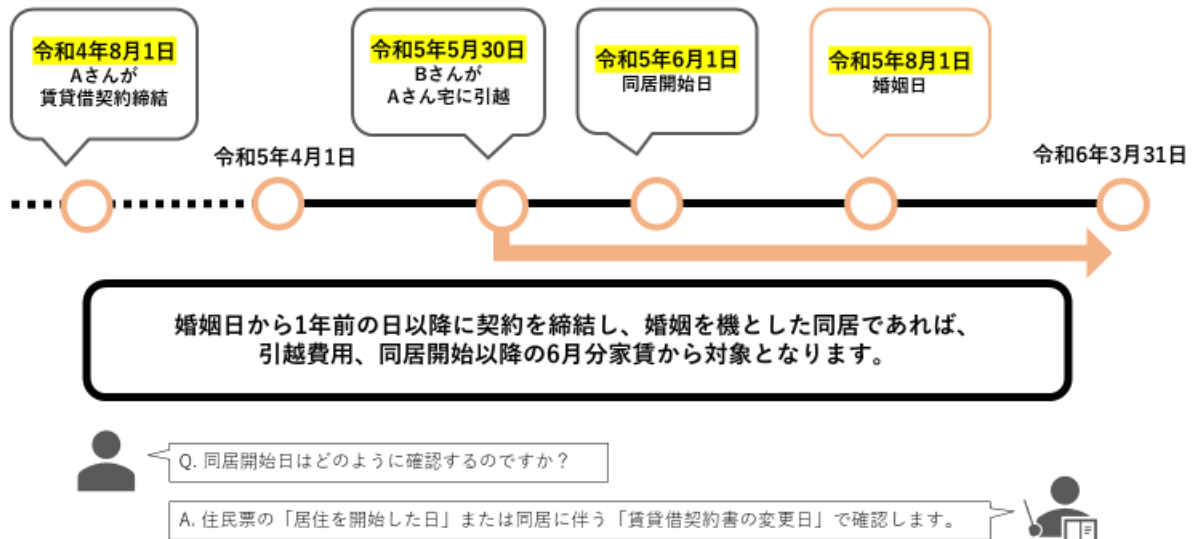 令和4年8月1日
Aさんが
賃貸借契約締結
令和5年5月30日
Bさんが
Aさん宅に引越
令和5年6月1日
同居開始日
令和5年8月1日
婚姻日
令和5年4月1日
令和6年3月31日
婚姻日から1年前の日以降に契約を締結し、婚姻を機とした同居であれば、
引越費用、同居開始以降の6月分家賃から対象となります。
Q. 同居開始日はどのように確認するのですか？
A. 住民票の「居住を開始した日」または同居に伴う「賃貸借契約書の変更日」で確認します。